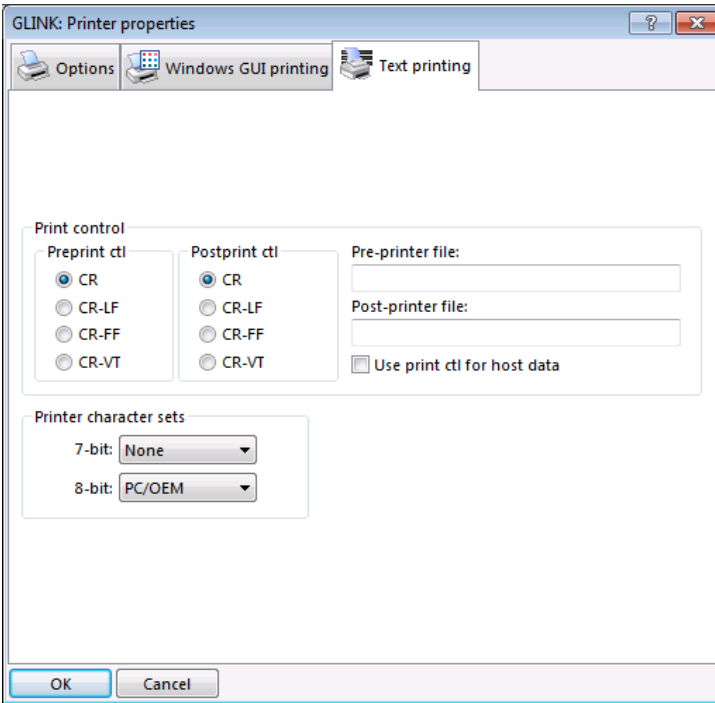 GLINK: Printer properties
Options
Windows GUI printing
Text printing
Print control
Preprint ctl
CR
CR-LF
CR-FF
CR-VT
Postprint ctl
CR
CR-LF
CR-FF
CR-VT
Pre-printer file:
Post-printer file:
Use print ctl for host data
Printer character sets
7-bit: None
8-bit: PC/OEM
OK
Cancel